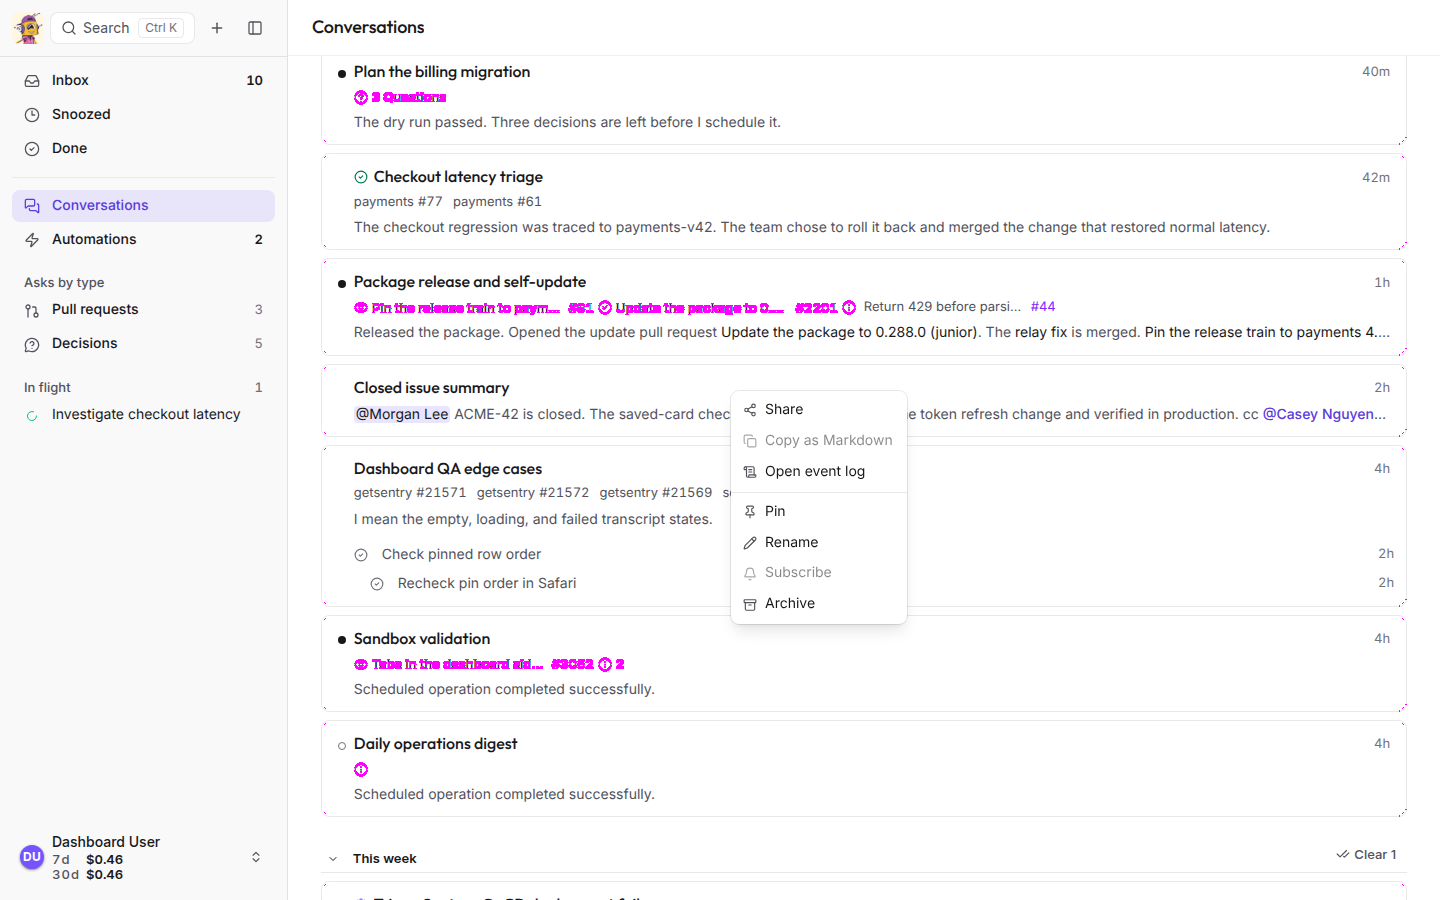 Search Ctrl K
Conversations
Inbox 10
Snoozed
Done
Conversations
Automations 2
Asks by type
Pull requests 3
Decisions 5
In flight 1
Investigate checkout latency
Dashboard User
7d $0.46
30d $0.46
DU
Plan the billing migration 40m
3 Questions
The dry run passed. Three decisions are left before I schedule it.
Checkout latency triage 42m
payments #77 payments #61
The checkout regression was traced to payments-v42. The team chose to roll it back and merged the change that restored normal latency.
Package release and self-update 1h
Pin the release train to paym... #61 Update the package to 0.... #2201 Return 429 before parsi... #44
Released the package. Opened the update pull request Update the package to 0.288.0 (junior). The relay fix is merged. Pin the release train to payments 4....
Closed issue summary 2h
@Morgan Lee ACME-42 is closed. The saved-card chec e token refresh change and verified in production. cc @Casey Nguyen...
Dashboard QA edge cases 4h
getsentry #21571 getsentry #21572 getsentry #21569
I mean the empty, loading, and failed transcript states.
Check pinned row order 2h
Recheck pin order in Safari 2h
Share
Copy as Markdown
Open event log
Pin
Rename
Subscribe
Archive
Sandbox validation 4h
in the dashboard 2
Scheduled operation completed successfully.
Daily operations digest 4h
Scheduled operation completed successfully.
This week Clear 1